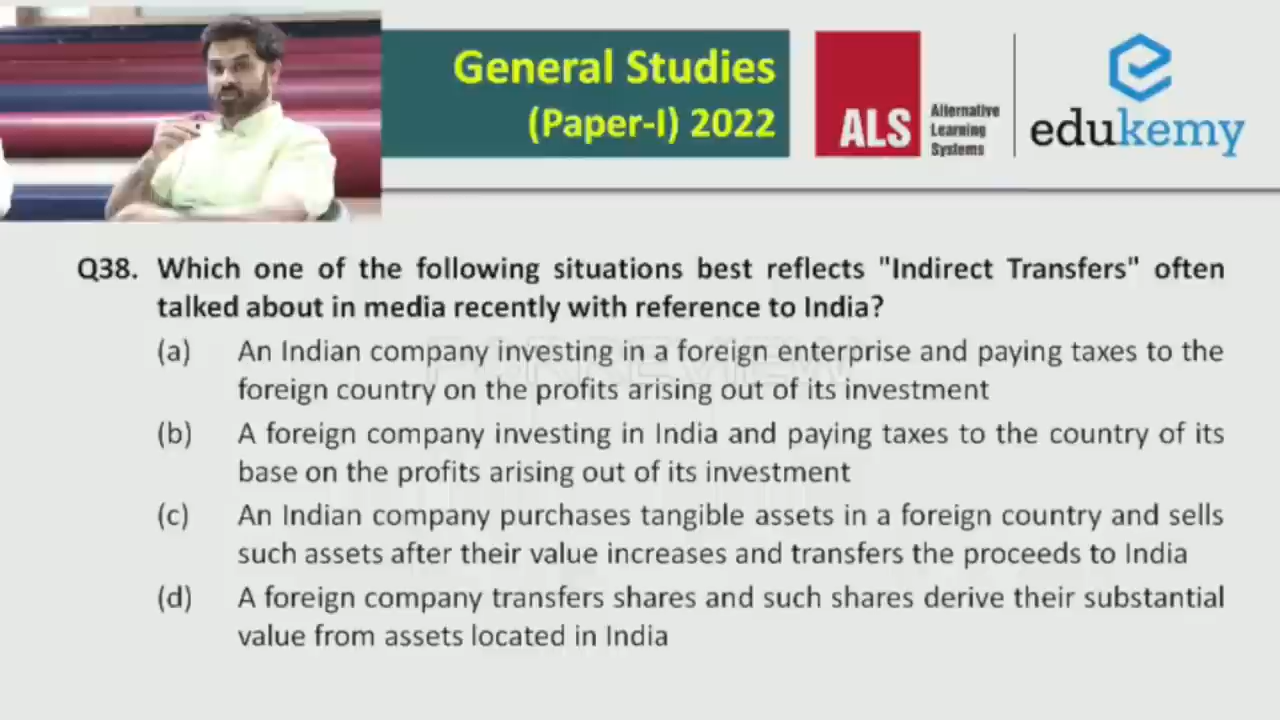 General Studies
(Paper-I) 2022
ALS
Alternative
Learning
Systems
edukemy
Q38. Which one of the following situations best reflects "Indirect Transfers" often
talked about in media recently with reference to India?
(a) An Indian company investing in a foreign enterprise and paying taxes to the
foreign country on the profits arising out of its investment
(b) A foreign company investing in India and paying taxes to the country of its
base on the profits arising out of its investment
(c) An Indian company purchases tangible assets in a foreign country and sells
such assets after their value increases and transfers the proceeds to India
(d) A foreign company transfers shares and such shares derive their substantial
value from assets located in India